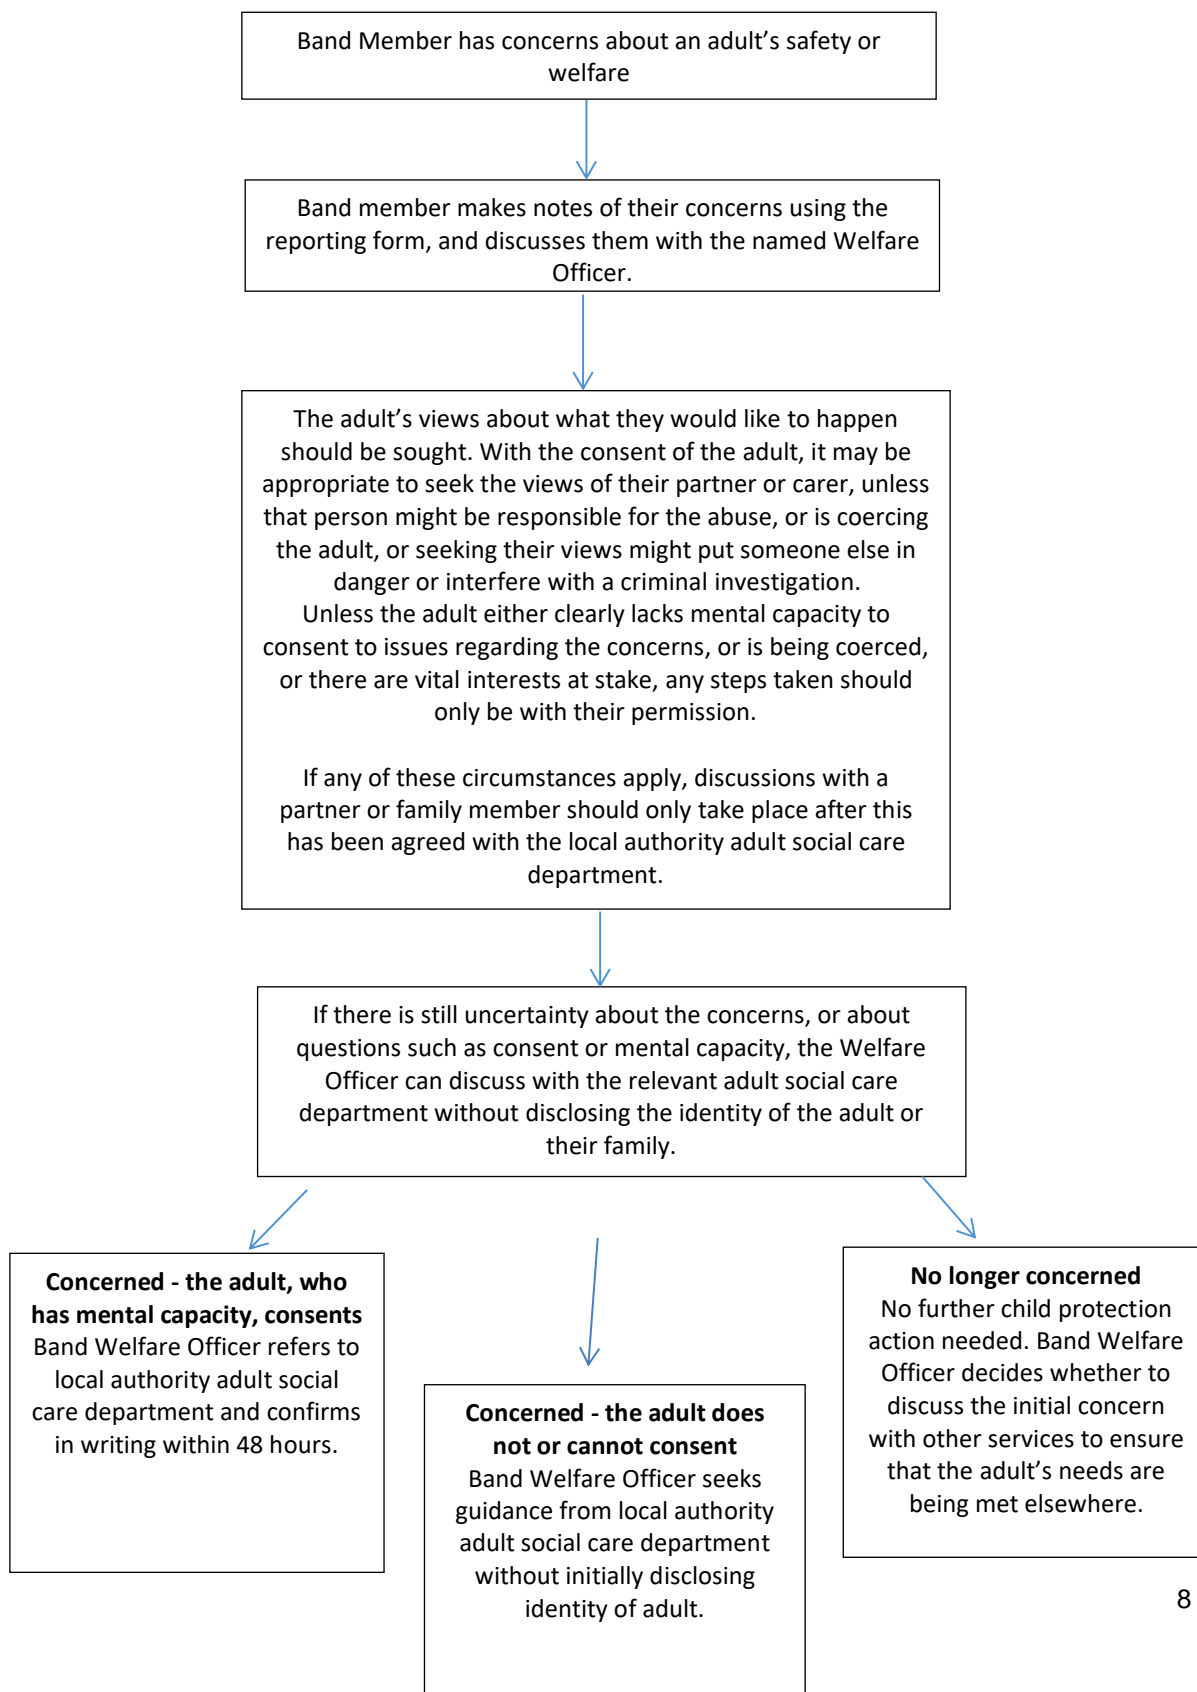 Band Member has concerns about an adult’s safety or
welfare
Band member makes notes of their concerns using the
reporting form, and discusses them with the named Welfare
Officer.
The adult’s views about what they would like to happen
should be sought. With the consent of the adult, it may be
appropriate to seek the views of their partner or carer, unless
that person might be responsible for the abuse, or is coercing
the adult, or seeking their views might put someone else in
danger or interfere with a criminal investigation.
Unless the adult either clearly lacks mental capacity to
consent to issues regarding the concerns, or is being coerced,
or there are vital interests at stake, any steps taken should
only be with their permission.
If any of these circumstances apply, discussions with a
partner or family member should only take place after this
has been agreed with the local authority adult social care
department.
If there is still uncertainty about the concerns, or about
questions such as consent or mental capacity, the Welfare
Officer can discuss with the relevant adult social care
department without disclosing the identity of the adult or
their family.
Concerned - the adult, who
has mental capacity, consents
Band Welfare Officer refers to
local authority adult social
care department and confirms
in writing within 48 hours.
Concerned - the adult does
not or cannot consent
Band Welfare Officer seeks
guidance from local authority
adult social care department
without initially disclosing
identity of adult.
No longer concerned
No further child protection
action needed. Band Welfare
Officer decides whether to
discuss the initial concern
with other services to ensure
that the adult’s needs are
being met elsewhere.
8